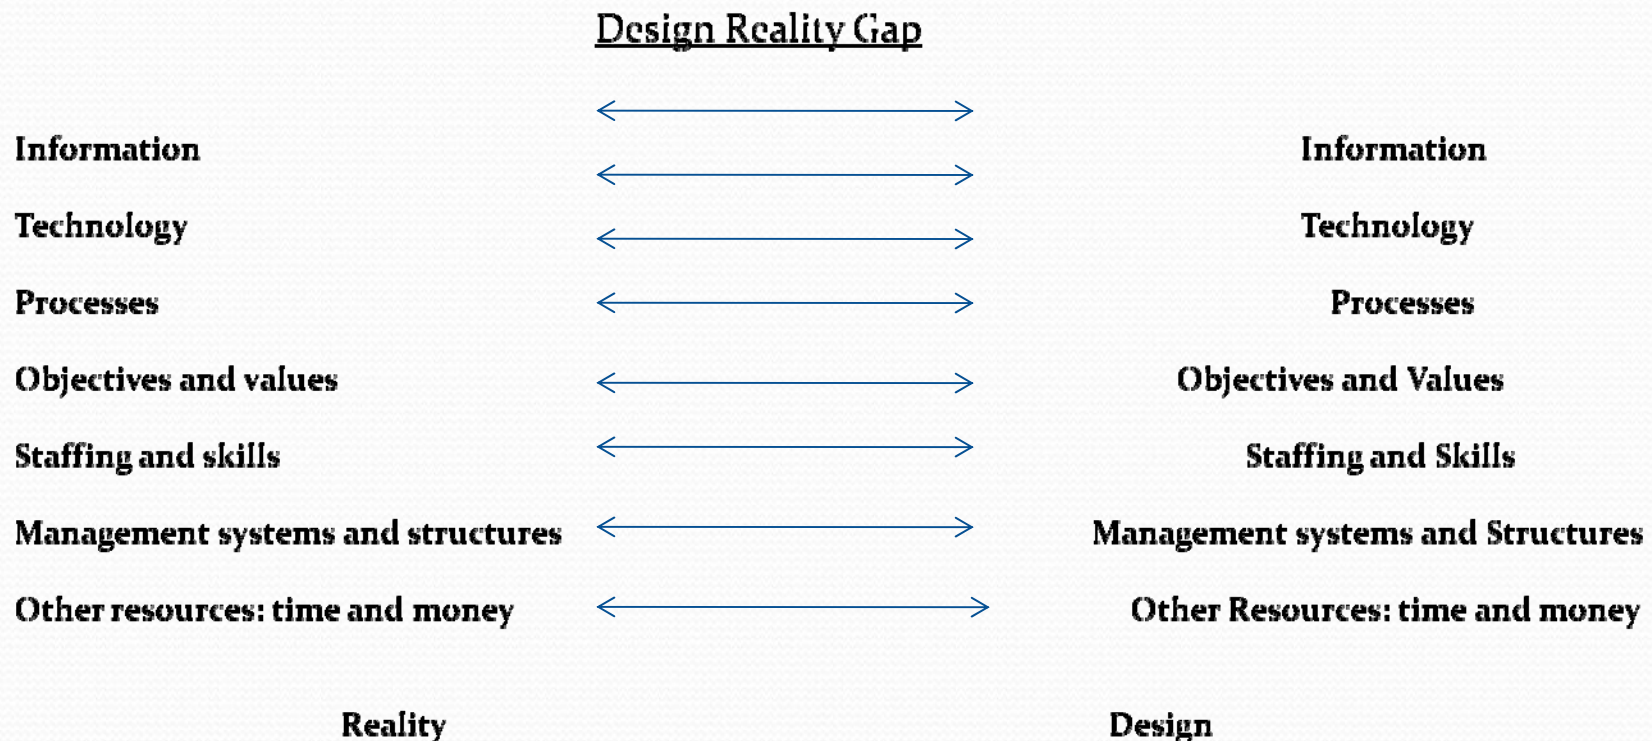 Design Reality Gap
Information Information
Technology Technology
Processes Processes
Objectives and values Objectives and Values
Staffing and skills Staffing and Skills
Management systems and structures Management systems and Structures
Other resources: time and money Other Resources: time and money
Reality Design